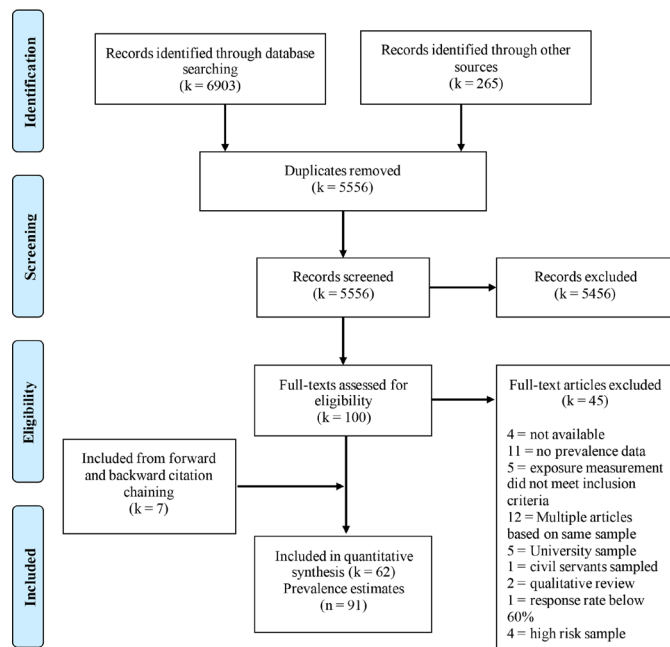 Identification
Records identified through database
searching
(k = 6903)
Records identified through other
sources
(k = 265)
Duplicates removed
(k = 5556)
Screening
Records screened
(k = 5556)
Records excluded
(k = 5456)
Eligibility
Full-texts assessed for
eligibility
(k = 100)
Full-text articles excluded
(k = 45)
4 = not available
11 = no prevalence data
5 = exposure measurement
did not meet inclusion
criteria
12 = Multiple articles
based on same sample
5 = University sample
1 = civil servants sampled
2 = qualitative review
1 = response rate below
60%
4 = high risk sample
Included from forward
and backward citation
chaining
(k = 7)
Included
Included in quantitative
synthesis (k = 62)
Prevalence estimates
(n = 91)